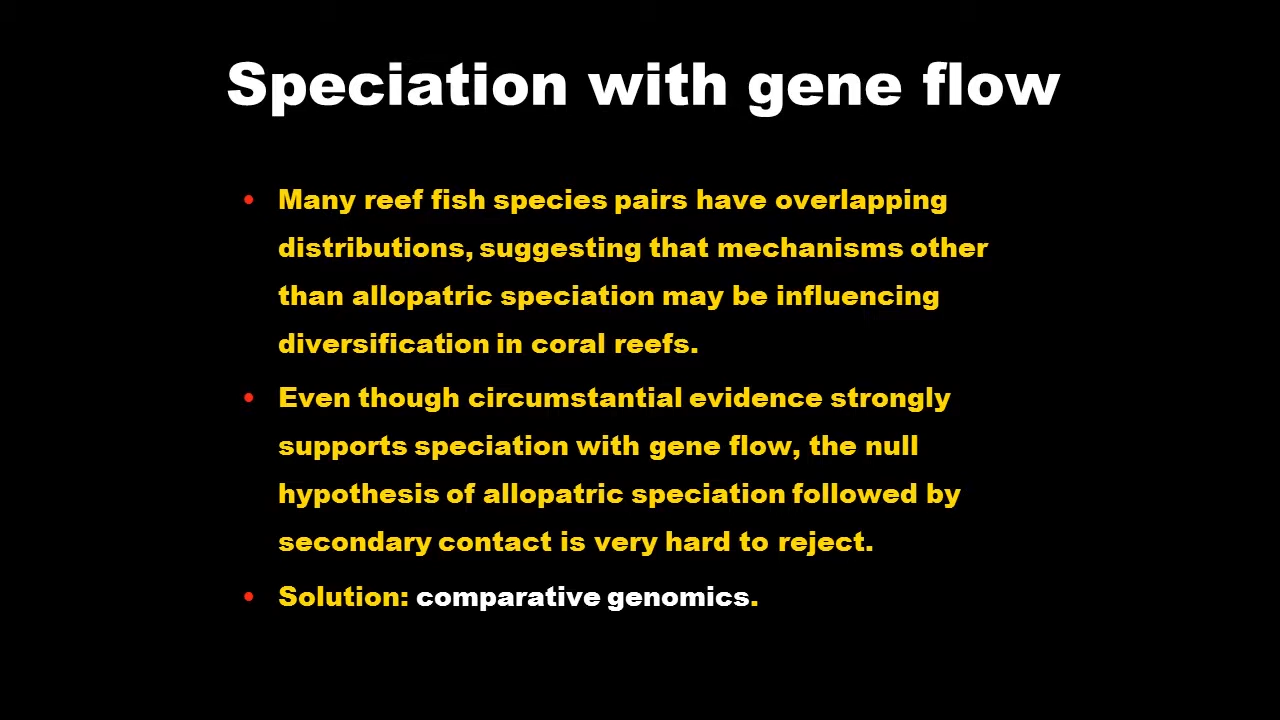 Speciation with gene flow
• Many reef fish species pairs have overlapping
distributions, suggesting that mechanisms other
than allopatric speciation may be influencing
diversification in coral reefs.
• Even though circumstantial evidence strongly
supports speciation with gene flow, the null
hypothesis of allopatric speciation followed by
secondary contact is very hard to reject.
• Solution: comparative genomics.